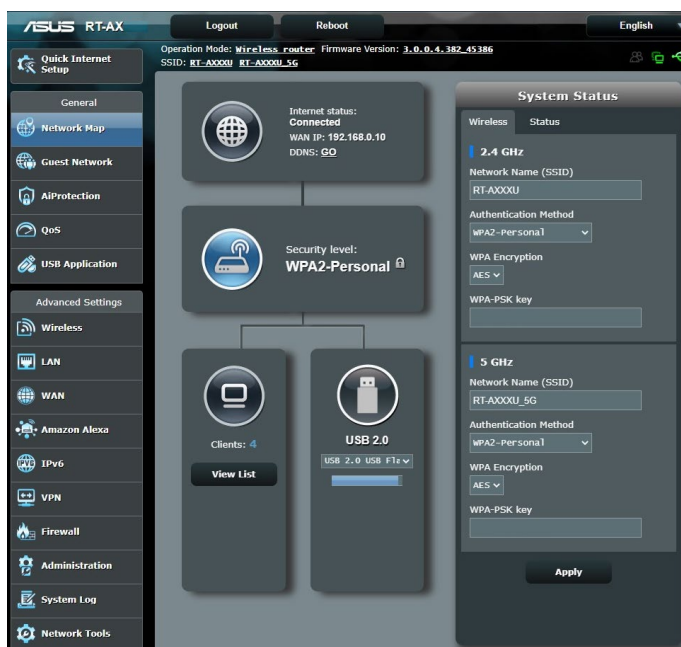 ASUS RT-AX
Logout
Reboot
English
Quick Internet
Setup
Operation Mode: Wireless router Firmware Version: 3.0.0.4.382_45386
SSID: RT-AXXXU RT-AXXXU_5G
General
Network Map
Guest Network
AiProtection
QoS
USB Application
Advanced Settings
Wireless
LAN
WAN
Amazon Alexa
IPv6
VPN
Firewall
Administration
System Log
Network Tools
Internet status:
Connected
WAN IP: 192.168.0.10
DDNS: GO
Security level:
WPA2-Personal
Clients: 4
View List
USB 2.0
USB 2.0 USB Fla
System Status
Wireless Status
2.4 GHz
Network Name (SSID)
RT-AXXXU
Authentication Method
WPA2-Personal
WPA Encryption
AES
WPA-PSK key
5 GHz
Network Name (SSID)
RT-AXXXU_5G
Authentication Method
WPA2-Personal
WPA Encryption
AES
WPA-PSK key
Apply